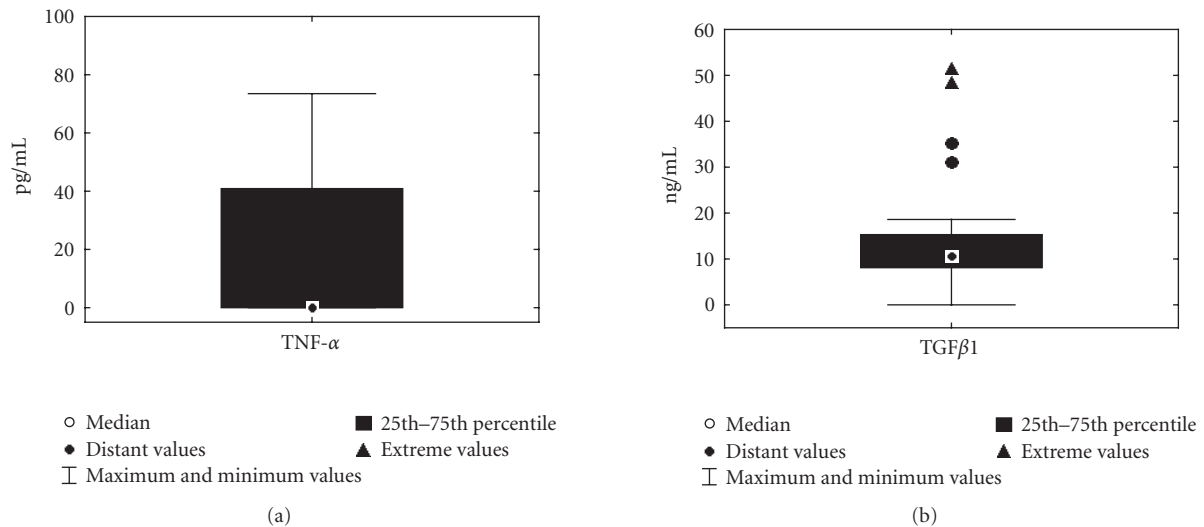 100
80
60
40
20
0
pg/mL
TNF-α
Median
25th–75th percentile
Distant values
Extreme values
Maximum and minimum values
(a)
60
50
40
30
20
10
0
ng/mL
TGFβ1
Median
25th–75th percentile
Distant values
Extreme values
Maximum and minimum values
(b)